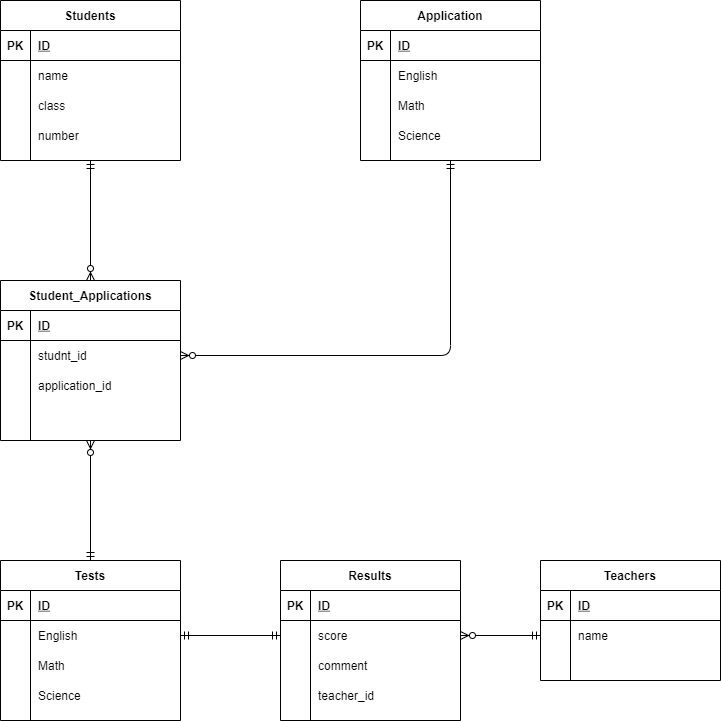 Students
PK ID
name
class
number
Application
PK ID
English
Math
Science
Student_Applications
PK ID
studnt_id
application_id
Tests
PK ID
English
Math
Science
Results
PK ID
score
comment
teacher_id
Teachers
PK ID
name